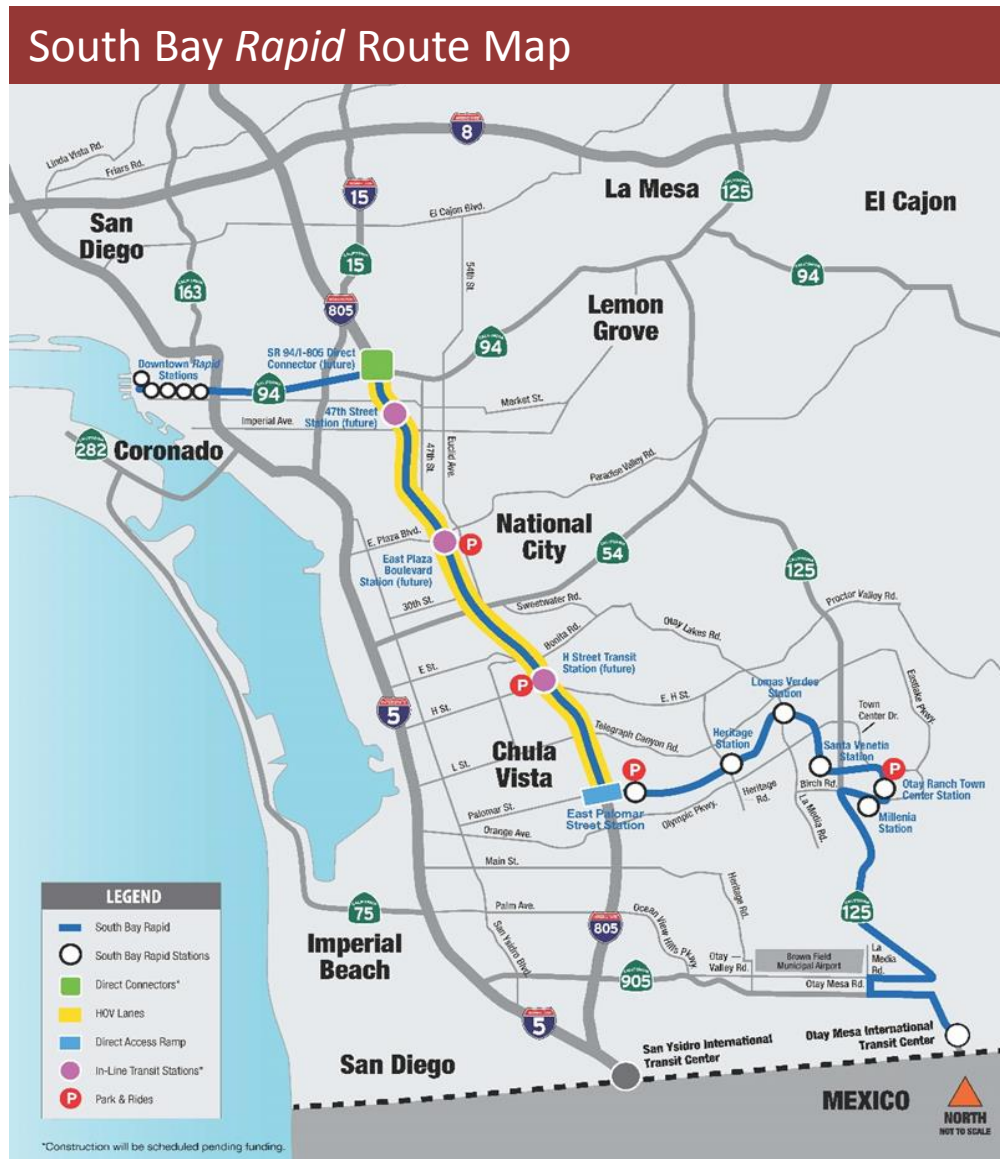 South Bay Rapid Route Map
8
Linda Vista Rd.
Friars Rd.
La Mesa
125
15
El Cajon
San
Diego
El Cajon Blvd.
15
54th St.
94
163
805
Lemon
Grove
SR 94/I-805 Direct
Connector (future)
94
Downtown Rapid
Stations
94
Market St.
47th Street
Station (future)
Imperial Ave.
282
Coronado
47th St.
Euclid Ave.
Paradise Valley Rd.
National
City
E. Plaza Blvd.
P
54
East Plaza
Boulevard
Station (future)
125
30th St.
Sweetwater Rd.
Proctor Valley Rd.
Otay Lakes Rd.
Bonita Rd.
E St.
H Street Transit
Station (future)
P
E. H St.
Lomas Verdes
Station
Eastlake Pkwy.
5
H St.
Town
Center Dr.
Telegraph Canyon Rd.
Heritage
Station
Chula
Vista
L St.
Santa Venetia
Station
P
P
Birch Rd.
Heritage
Rd.
Otay Ranch Town
Center Station
Palomar St.
East Palomar
Street Station
Olympic Pkwy.
La Media Rd.
Millenia
Station
Orange Ave.
Main St.
Heritage Rd.
LEGEND
South Bay Rapid
South Bay Rapid Stations
Direct Connectors*
HOV Lanes
Direct Access Ramp
In-Line Transit Stations*
P
Park & Rides
75
Palm Ave.
125
Imperial
Beach
San Ysidro Blvd.
805
Ocean View Hills Pkwy.
Otay
Valley Rd.
Brown Field
Municipal Airport
La
Media
Rd.
905
Otay Mesa Rd.
5
San Diego
San Ysidro International
Transit Center
Otay Mesa International
Transit Center
MEXICO
NORTH
NOT TO SCALE
*Construction will be scheduled pending funding.